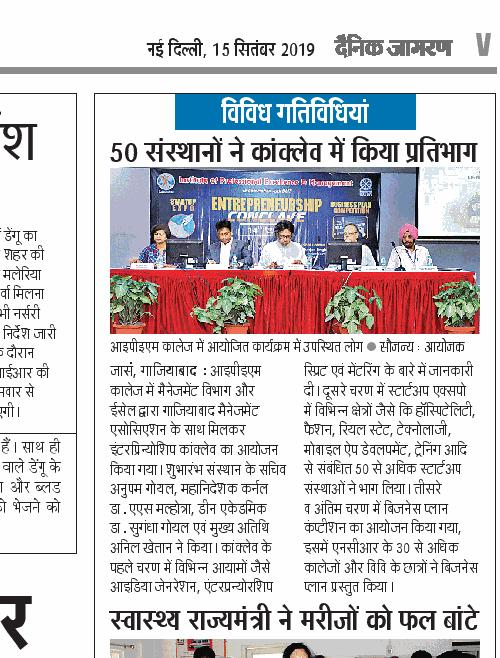 नई दिल्ली, 15 सितंबर 2019 दैनिक जागरण V
विविध गतिविधियां
50 संस्थानों ने कांक्लेव में किया प्रतिभाग
Institute of Professional Excellence & Management
STARTUP EXPO
ENTREPRENEURSHIP
CONCLAVE
BUSINESS PLAN
COMPETITION
आइपीइएम कालेज में आयोजित कार्यक्रम में उपस्थित लोग ● सौजन्य : आयोजक
जासं, गाजियाबाद : आइपीइएम
कालेज में मैनेजमेंट विभाग और
ईसेल द्वारा गाजियाबाद मैनेजमेंट
एसोसिएशन के साथ मिलकर
इंटरप्रिन्योशिप कांक्लेव का आयोजन
किया गया। शुभारंभ संस्थान के सचिव
अनुपम गोयल, महानिदेशक कर्नल
डा. एएस मल्होत्रा, डीन एकेडमिक
डा. सुगंधा गोयल एवं मुख्य अतिथि
अनिल खेतान ने किया। कांक्लेव के
पहले चरण में विभिन्न आयामों जैसे
आइडिया जेनरेशन, एंटरप्रन्योरशिप
स्प्रिट एवं मेंटरिंग के बारे में जानकारी
दी। दूसरे चरण में स्टार्टअप एक्सपो
में विभिन्न क्षेत्रों जैसे कि हॉस्पिटेलिटी,
फैशन, रियल स्टेट, टेक्नोलाजी,
मोबाइल ऐप डेवलपमेंट, ट्रेनिंग आदि
से संबंधित 50 से अधिक स्टार्टअप
संस्थाओं ने भाग लिया। तीसरे
व अंतिम चरण में बिजनेस प्लान
कंप्टीशन का आयोजन किया गया,
इसमें एनसीआर के 30 से अधिक
कालेजों और विवि के छात्रों ने बिजनेस
प्लान प्रस्तुत किया।
स्वास्थ्य राज्यमंत्री ने मरीजों को फल बांटे
डेंगू का
शहर की
मलेरिया
मिलना
नर्सरी
निर्देश जारी
दौरान
की
से
हैं। साथ ही
वाले डेंगू के
और ब्लड
भेजने को